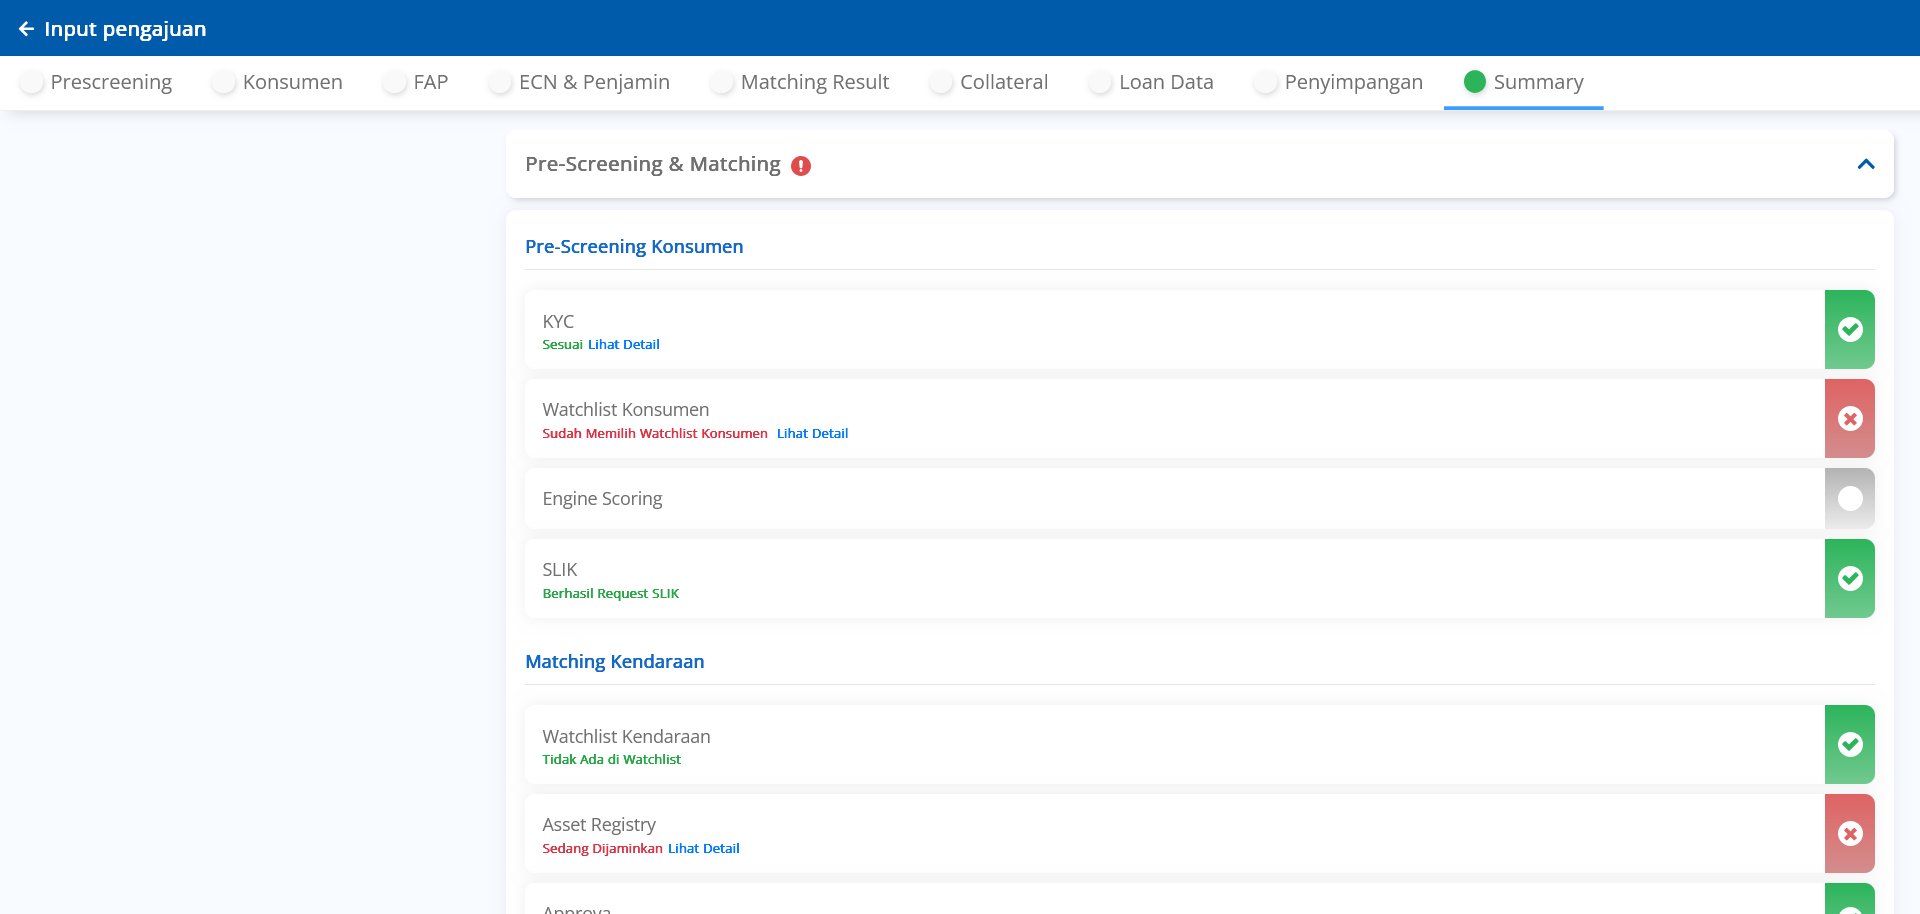 Input pengajuan
Prescreening Konsumen FAP ECN & Penjamin Matching Result Collateral Loan Data Penyimpangan Summary
Pre-Screening & Matching
Pre-Screening Konsumen
KYC
Sesuai Lihat Detail
Watchlist Konsumen
Sudah Memilih Watchlist Konsumen Lihat Detail
Engine Scoring
SLIK
Berhasil Request SLIK
Matching Kendaraan
Watchlist Kendaraan
Tidak Ada di Watchlist
Asset Registry
Sedang Dijaminkan Lihat Detail